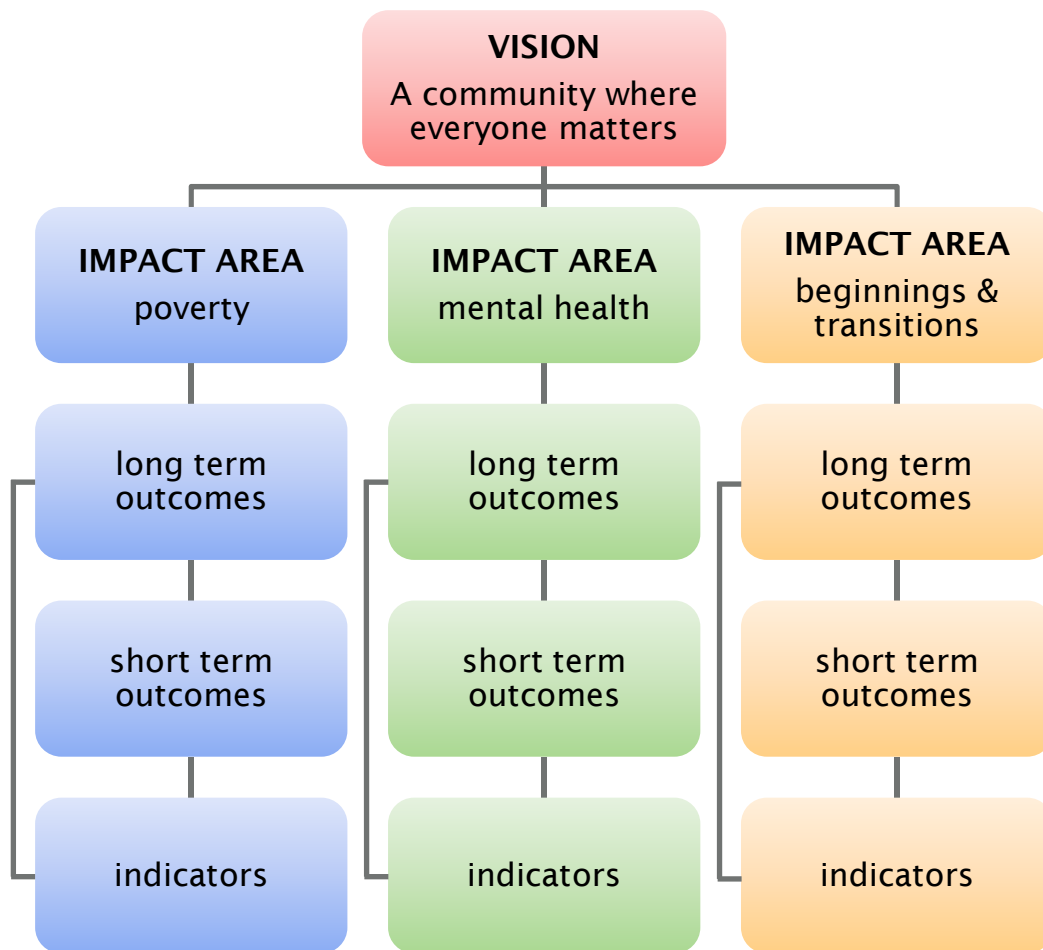 VISION
A community where
everyone matters
IMPACT AREA
poverty
IMPACT AREA
mental health
IMPACT AREA
beginnings &
transitions
long term
outcomes
long term
outcomes
long term
outcomes
short term
outcomes
short term
outcomes
short term
outcomes
indicators
indicators
indicators